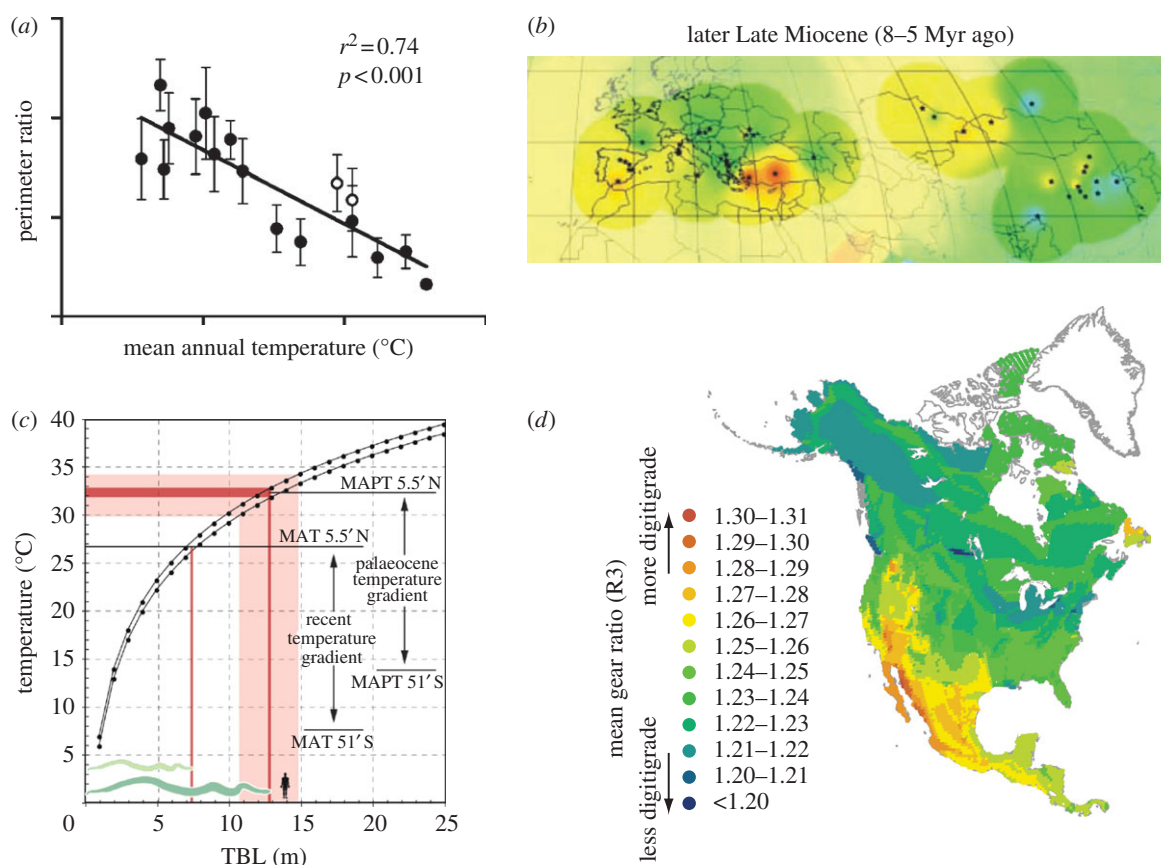 (a)
r² = 0.74
p < 0.001
perimeter ratio
mean annual temperature (°C)
(b)
later Late Miocene (8–5 Myr ago)
(c)
40
35
30
25
20
15
10
5
0
temperature (°C)
MAPT 5.5′ N
MAT 5.5′ N
palaeocene
temperature
gradient
recent
temperature
gradient
MAPT 51′ S
MAT 51′ S
5
10
15
20
25
TBL (m)
(d)
mean gear ratio (R3)
more digitigrade
less digitigrade
1.30–1.31
1.29–1.30
1.28–1.29
1.27–1.28
1.26–1.27
1.25–1.26
1.24–1.25
1.23–1.24
1.22–1.23
1.21–1.22
1.20–1.21
<1.20